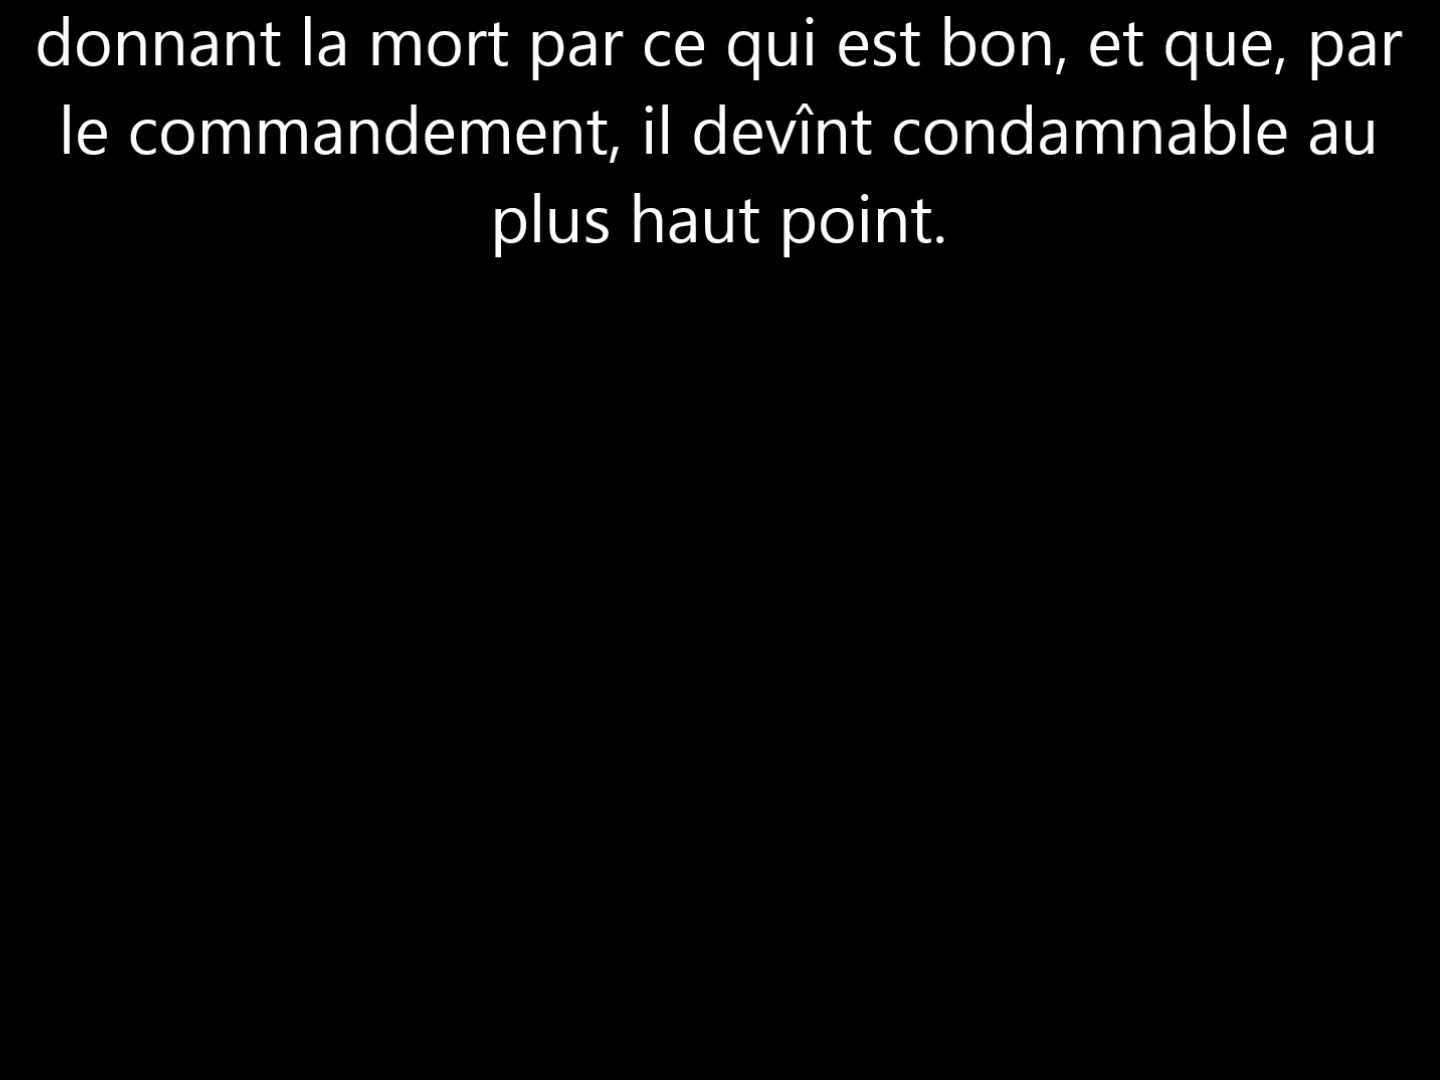 donnant la mort par ce qui est bon, et que, par
le commandement, il devînt condamnable au
plus haut point.